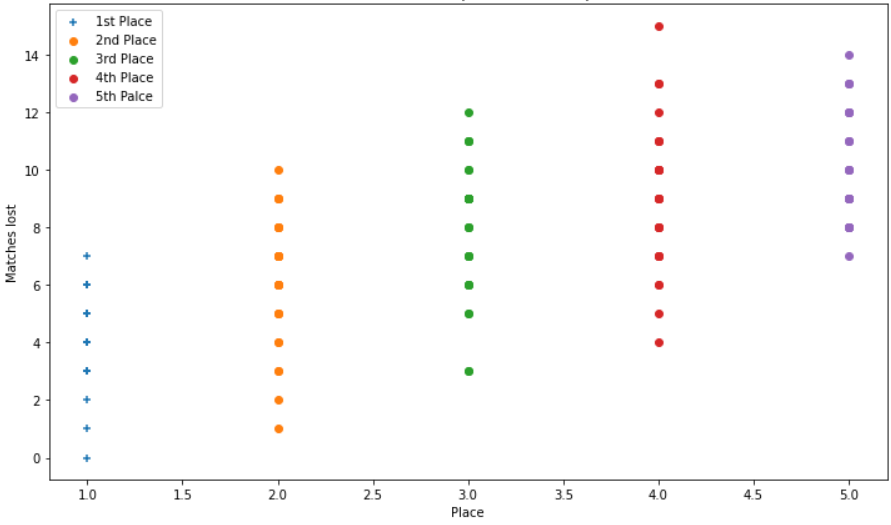 1st Place
2nd Place
3rd Place
4th Place
5th Palce
14
12
10
8
6
4
2
0
Matches lost
1.0 1.5 2.0 2.5 3.0 3.5 4.0 4.5 5.0
Place